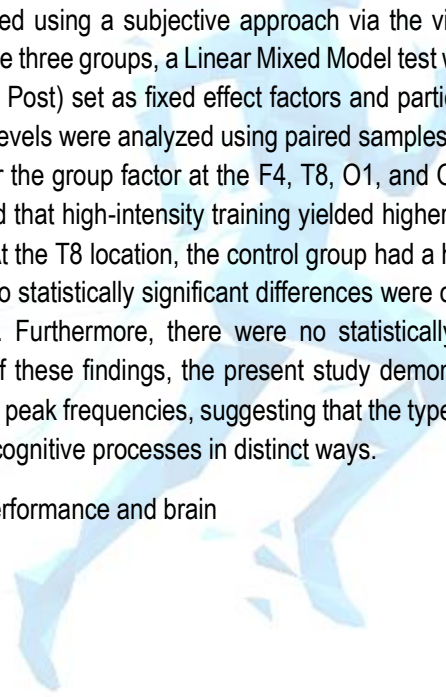 ed using a subjective approach via the vi
e three groups, a Linear Mixed Model test
Post) set as fixed effect factors and partic
evels were analyzed using paired samples
the group factor at the F4, T8, O1, and
d that high-intensity training yielded higher
At the T8 location, the control group had a
o statistically significant differences were
Furthermore, there were no statistically
f these findings, the present study demon
peak frequencies, suggesting that the type
cognitive processes in distinct ways.
erformance and brain